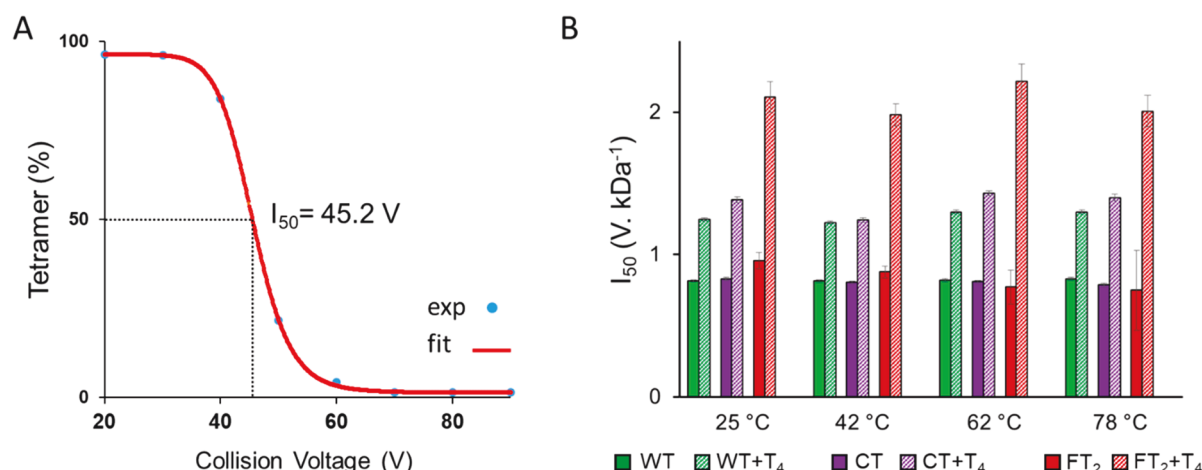 A
100
50
0
20
40
60
80
Tetramer (%)
Collision Voltage (V)
I₅₀= 45.2 V
exp
fit
B
2
1
0
I₅₀ (V. kDa⁻¹)
25 °C
42 °C
62 °C
78 °C
WT
WT+T₄
CT
CT+T₄
FT₂
FT₂+T₄